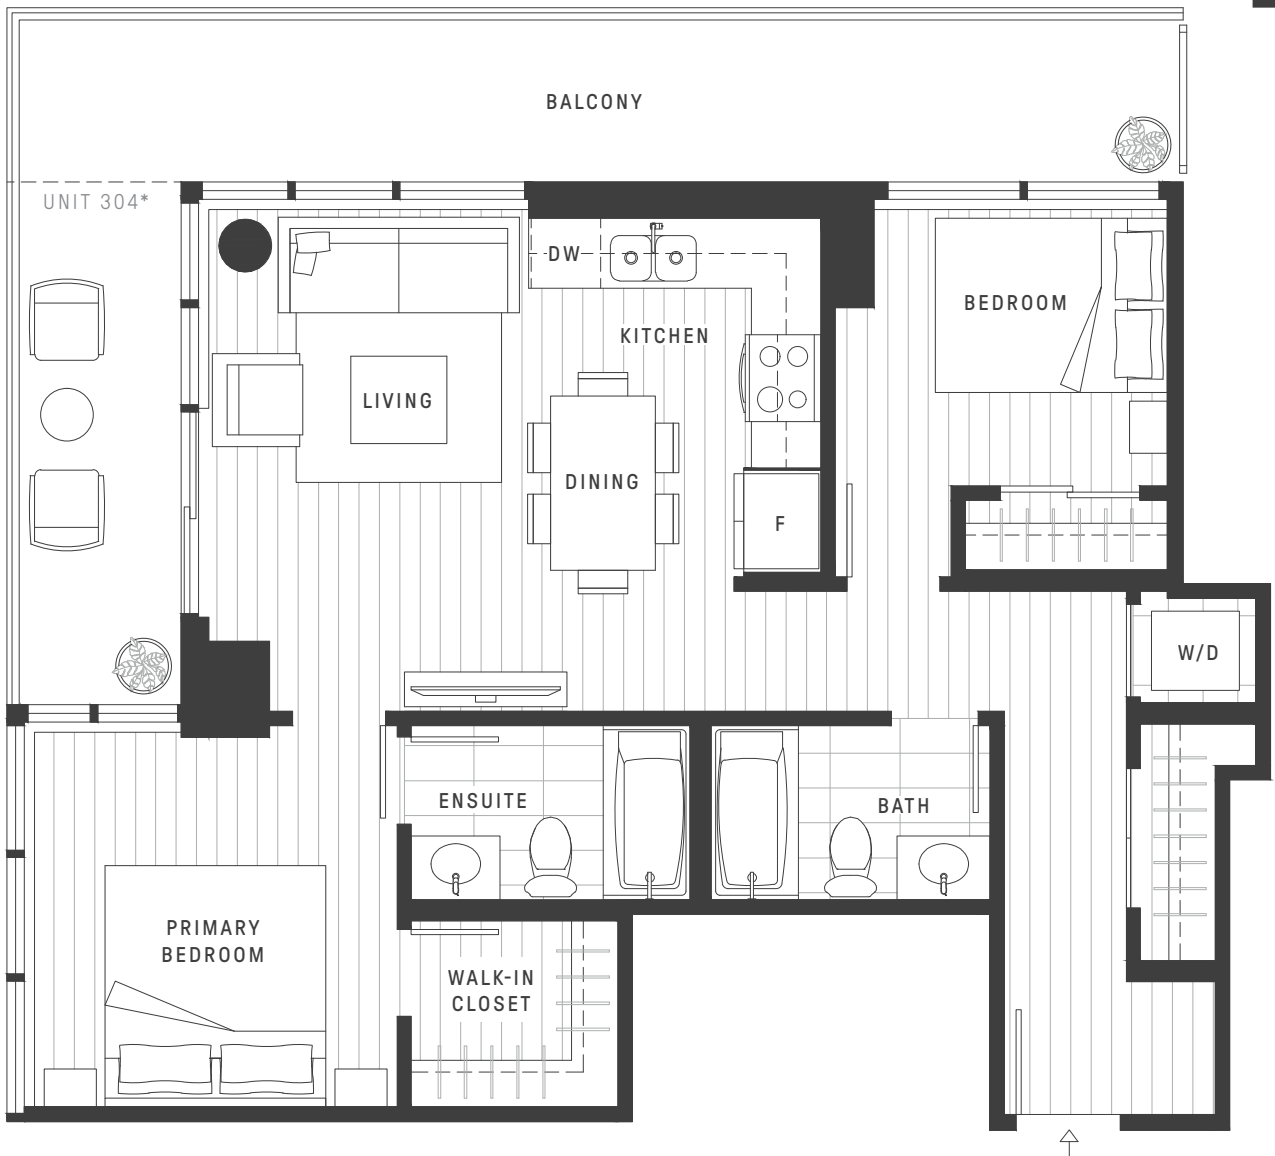 BALCONY
UNIT 304*
DW
KITCHEN
BEDROOM
LIVING
DINING
F
W/D
ENSUITE
BATH
PRIMARY
BEDROOM
WALK-IN
CLOSET